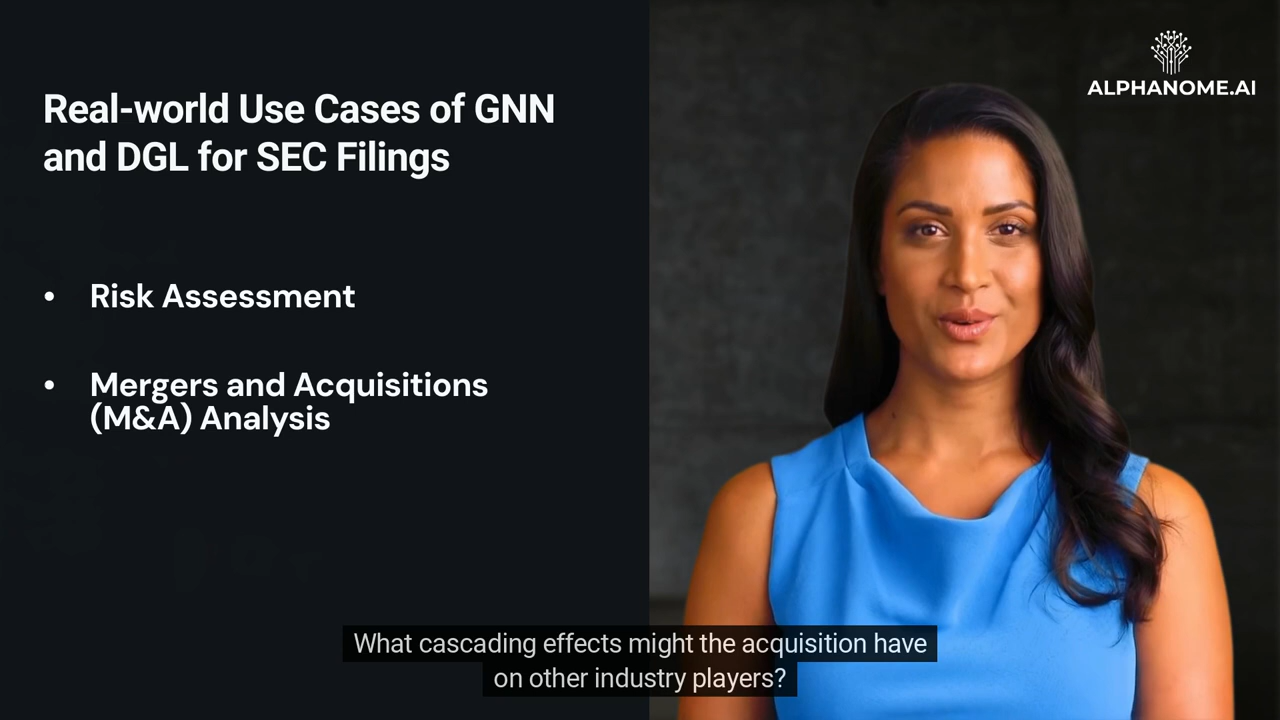 ALPHANOME.AI
Real-world Use Cases of GNN
and DGL for SEC Filings
• Risk Assessment
• Mergers and Acquisitions
(M&A) Analysis
What cascading effects might the acquisition have
on other industry players?